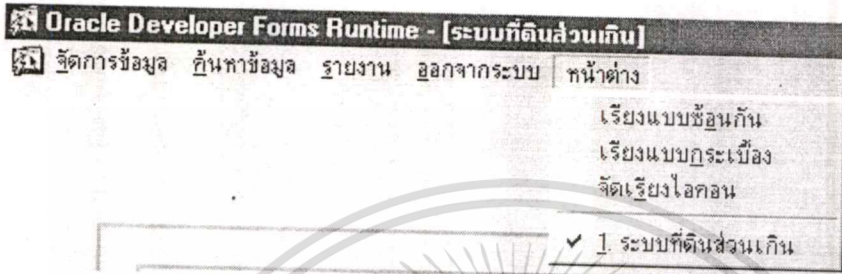 Oracle Developer Forms Runtime - [ระบบที่ดินส่วนเกิน]
จัดการข้อมูล ค้นหาข้อมูล รายงาน ออกจากระบบ หน้าต่าง
เรียงแบบซ้อนกัน
เรียงแบบกระเบื้อง
จัดเรียงไอคอน
✓ 1. ระบบที่ดินส่วนเกิน